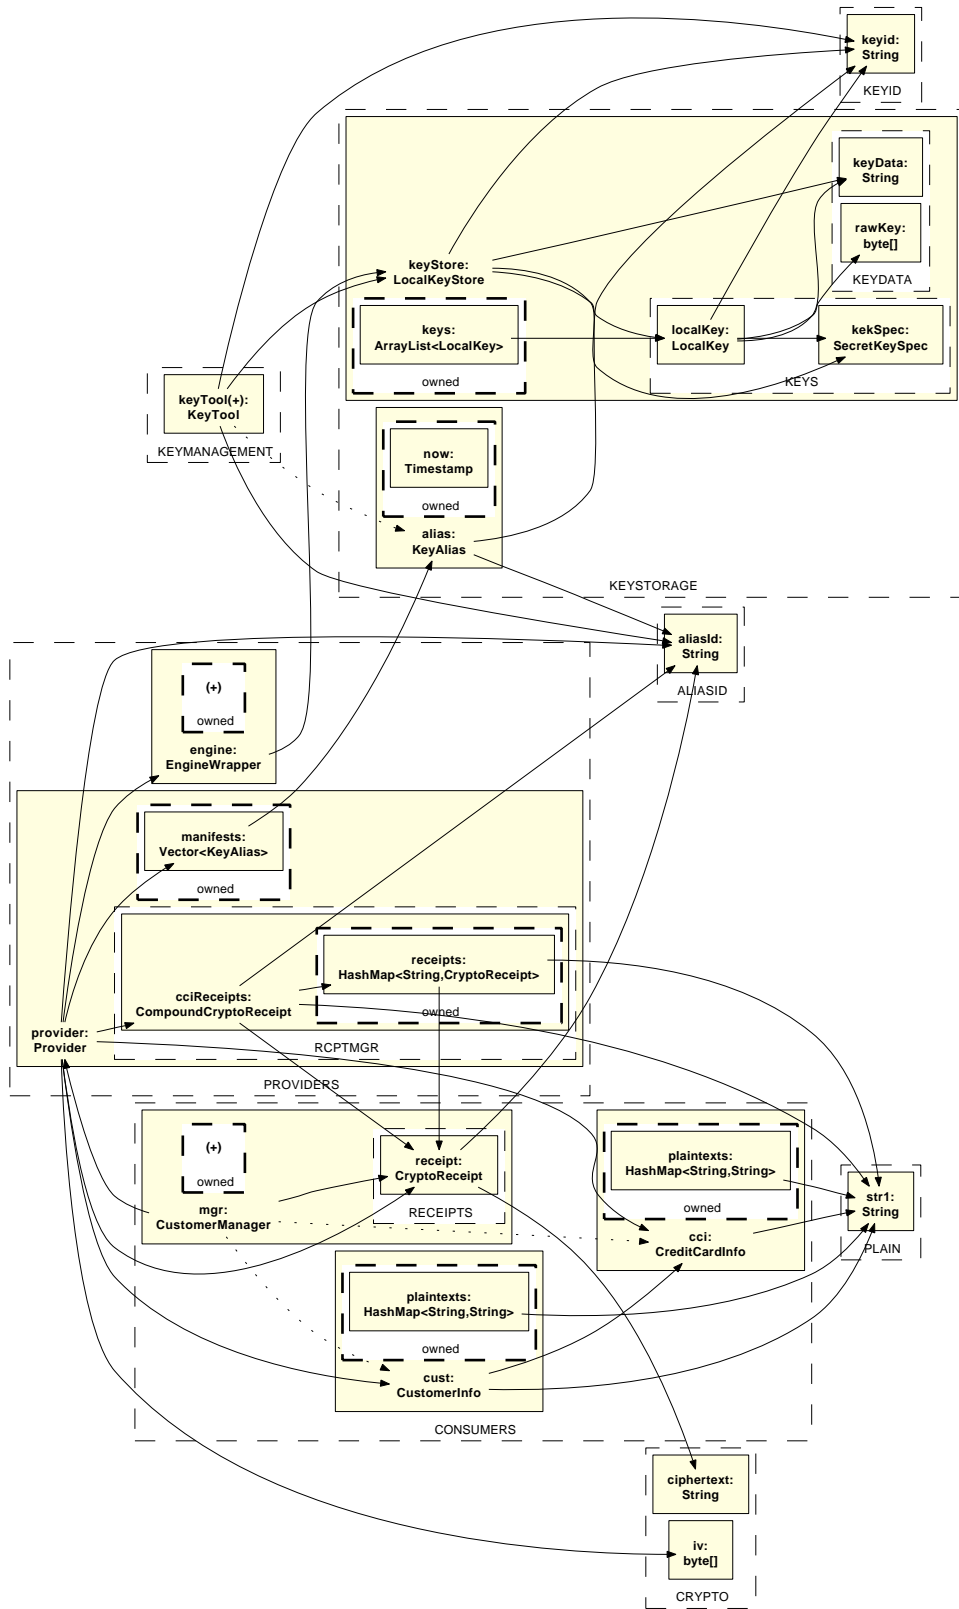 keyid:
String
KEYID
keyData:
String
rawKey:
byte[]
KEYDATA
keyStore:
LocalKeyStore
keys:
ArrayList<LocalKey>
owned
localKey:
LocalKey
kekSpec:
SecretKeySpec
KEYS
keyTool(+):
KeyTool
KEYMANAGEMENT
now:
Timestamp
owned
alias:
KeyAlias
KEYSTORAGE
aliasId:
String
ALIASID
(+)
owned
engine:
EngineWrapper
manifests:
Vector<KeyAlias>
owned
receipts:
HashMap<String,CryptoReceipt>
owned
cciReceipts:
CompoundCryptoReceipt
provider:
Provider
RCPTMGR
PROVIDERS
(+)
owned
mgr:
CustomerManager
receipt:
CryptoReceipt
RECEIPTS
plaintexts:
HashMap<String,String>
owned
cci:
CreditCardInfo
str1:
String
PLAIN
plaintexts:
HashMap<String,String>
owned
cust:
CustomerInfo
CONSUMERS
ciphertext:
String
iv:
byte[]
CRYPTO